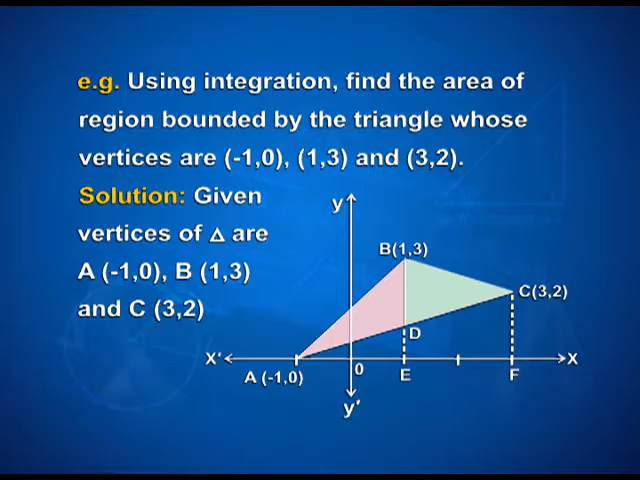 e.g. Using integration, find the area of
region bounded by the triangle whose
vertices are (-1,0), (1,3) and (3,2).
Solution: Given
vertices of △ are
A (-1,0), B (1,3)
and C (3,2)
y
B(1,3)
C(3,2)
D
X′
X
A (-1,0)
0
E
F
y′